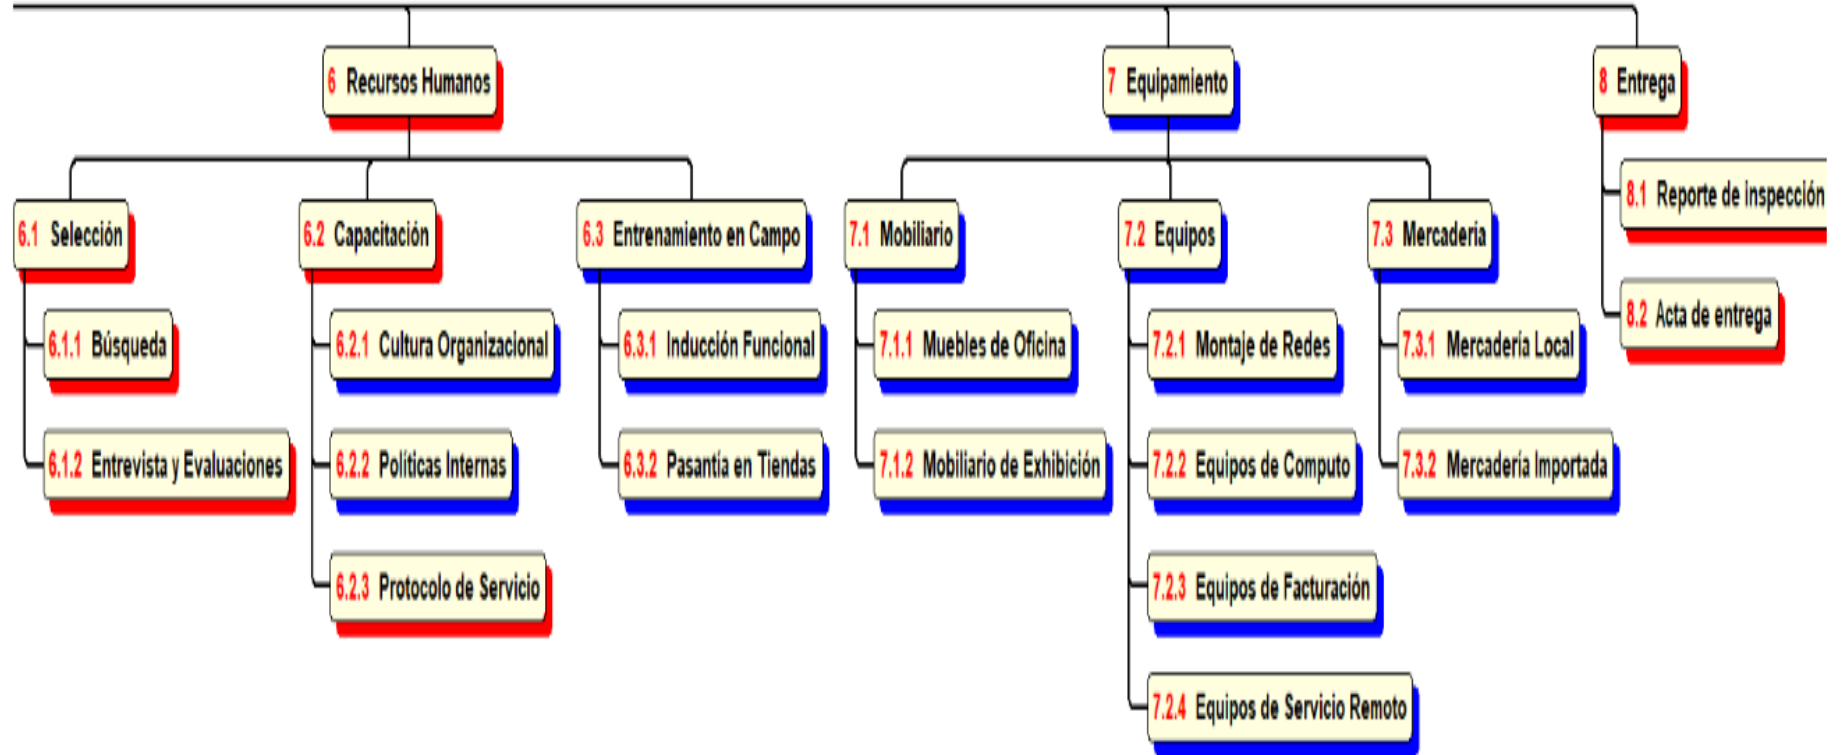 6 Recursos Humanos
7 Equipamiento
8 Entrega
6.1 Selección
6.2 Capacitación
6.3 Entrenamiento en Campo
7.1 Mobiliario
7.2 Equipos
7.3 Mercadería
8.1 Reporte de inspección
6.1.1 Búsqueda
6.2.1 Cultura Organizacional
6.3.1 Inducción Funcional
7.1.1 Muebles de Oficina
7.2.1 Montaje de Redes
7.3.1 Mercadería Local
8.2 Acta de entrega
6.1.2 Entrevista y Evaluaciones
6.2.2 Políticas Internas
6.3.2 Pasantía en Tiendas
7.1.2 Mobiliario de Exhibición
7.2.2 Equipos de Computo
7.3.2 Mercadería Importada
6.2.3 Protocolo de Servicio
7.2.3 Equipos de Facturación
7.2.4 Equipos de Servicio Remoto